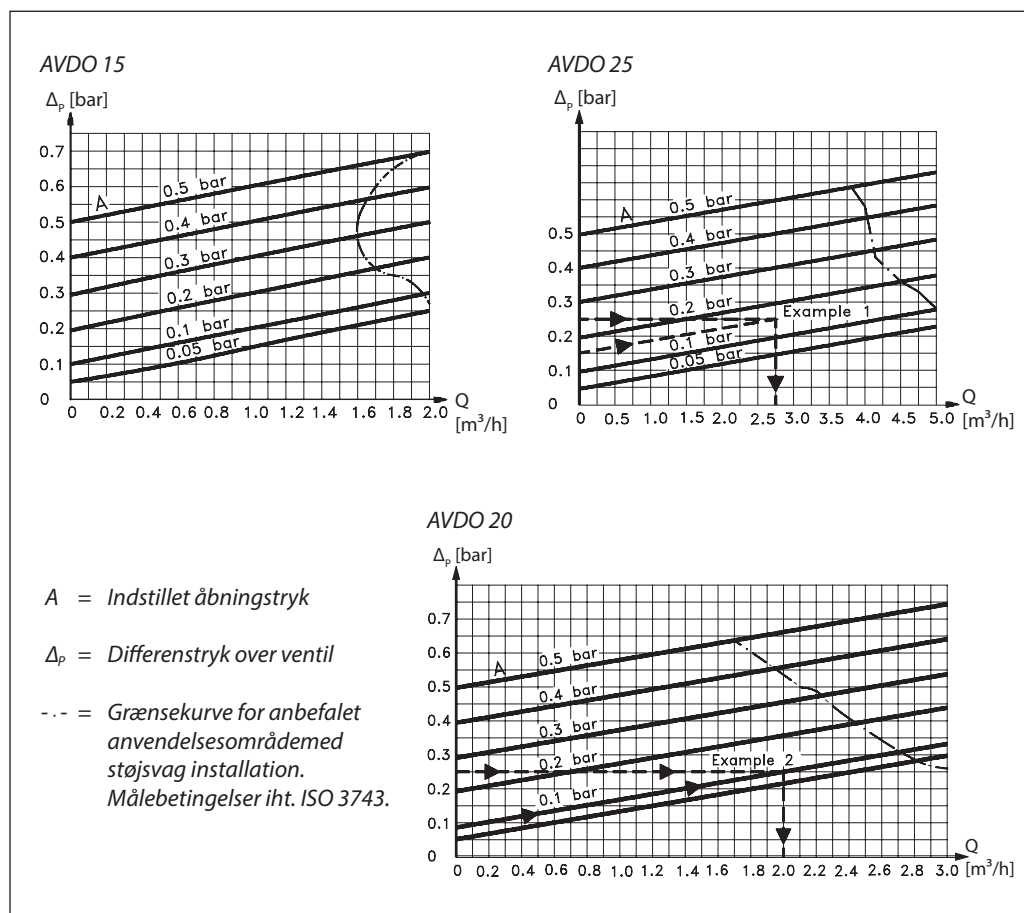 AVDO 15
Δp [bar]
0.7
0.6
0.5
0.4
0.3
0.2
0.1
0
A
0.5 bar
0.4 bar
0.3 bar
0.2 bar
0.1 bar
0.05 bar
0 0.2 0.4 0.6 0.8 1.0 1.2 1.4 1.6 1.8 2.0
Q
[m³/h]
AVDO 25
Δp [bar]
0.5
0.4
0.3
0.2
0.1
0
A
0.5 bar
0.4 bar
0.3 bar
0.2 bar
Example 1
0.1 bar
0.05 bar
0 0.5 1.0 1.5 2.0 2.5 3.0 3.5 4.0 4.5 5.0
Q
[m³/h]
AVDO 20
Δp [bar]
0.7
0.6
0.5
0.4
0.3
0.2
0.1
0
A
0.5 bar
0.4 bar
0.3 bar
0.2 bar
Example 2
0.1 bar
0 0.2 0.4 0.6 0.8 1.0 1.2 1.4 1.6 1.8 2.0 2.2 2.4 2.6 2.8 3.0
Q
[m³/h]
A = Indstillet åbningstryk
Δp = Differenstryk over ventil
-·- = Grænsekurve for anbefalet
anvendelsesområdemed
støjsvag installation.
Målebetingelser iht. ISO 3743.